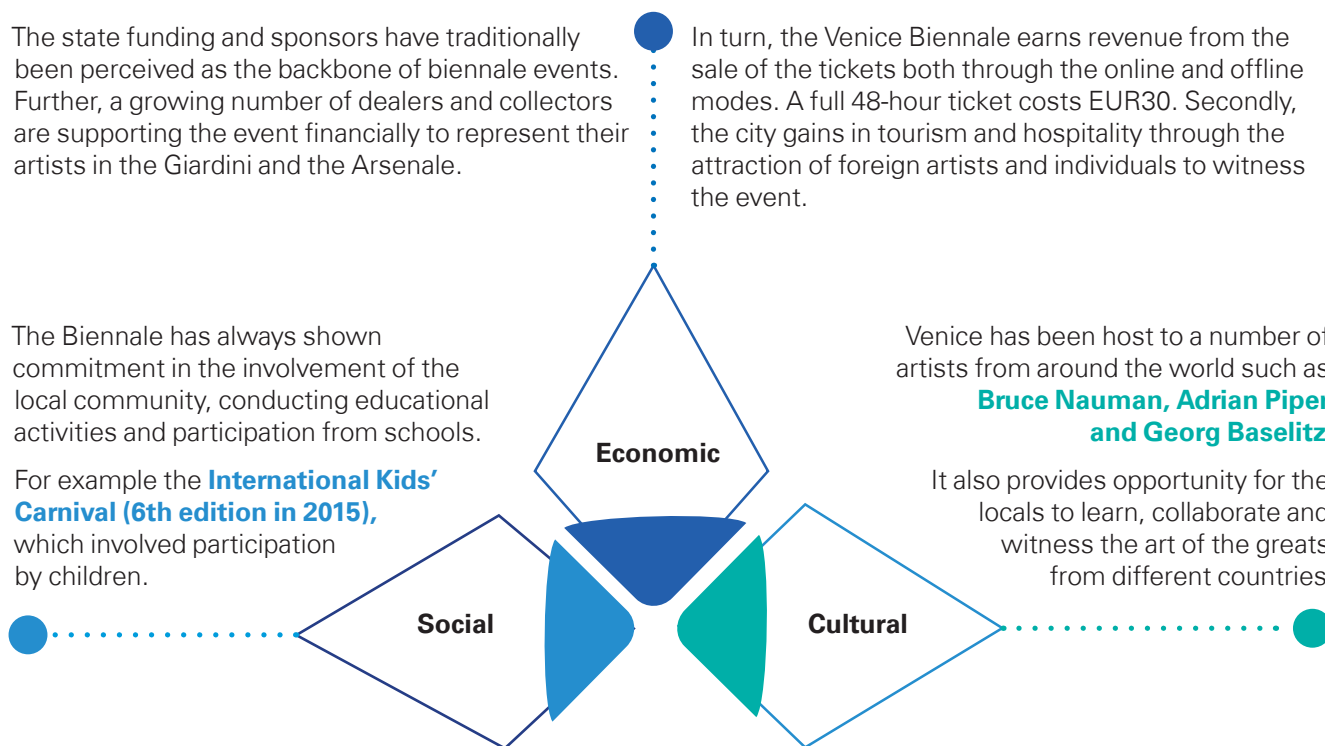 The state funding and sponsors have traditionally
been perceived as the backbone of biennale events.
Further, a growing number of dealers and collectors
are supporting the event financially to represent their
artists in the Giardini and the Arsenale.
In turn, the Venice Biennale earns revenue from the
sale of the tickets both through the online and offline
modes. A full 48-hour ticket costs EUR30. Secondly,
the city gains in tourism and hospitality through the
attraction of foreign artists and individuals to witness
the event.
The Biennale has always shown
commitment in the involvement of the
local community, conducting educational
activities and participation from schools.
For example the International Kids'
Carnival (6th edition in 2015),
which involved participation
by children.
Venice has been host to a number of
artists from around the world such as
Bruce Nauman, Adrian Piper
and Georg Baselitz
It also provides opportunity for the
locals to learn, collaborate and
witness the art of the greats
from different countries
Economic
Social
Cultural